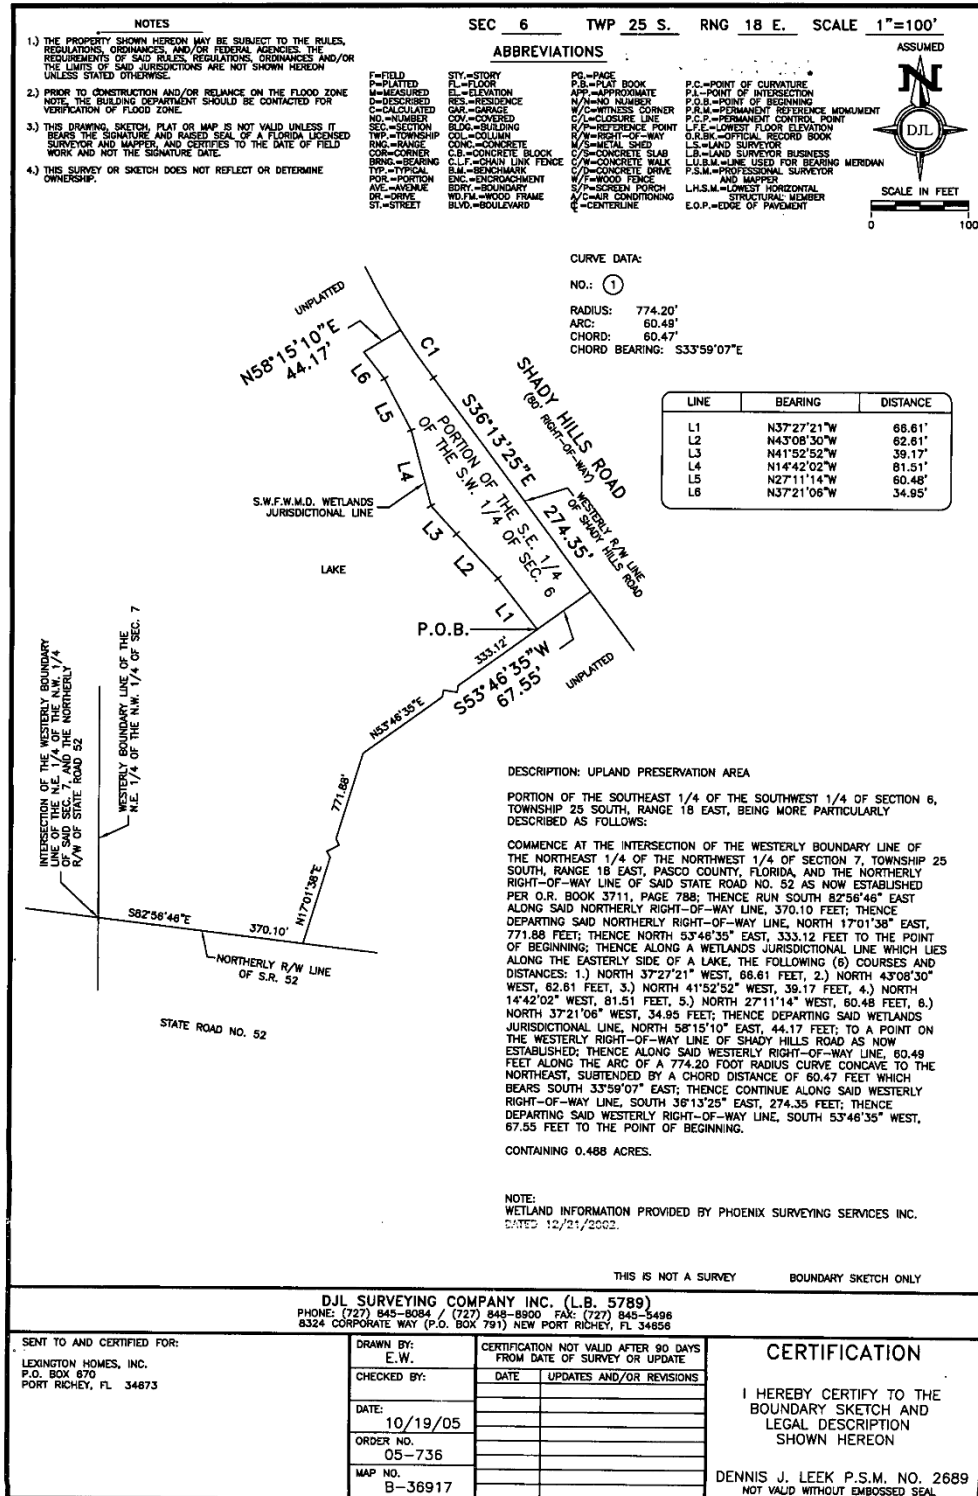 NOTES
1.) THE PROPERTY SHOWN HEREON MAY BE SUBJECT TO THE RULES,
REGULATIONS, ORDINANCES, AND/OR FEDERAL AGENCIES. THE
REQUIREMENTS OF SAID RULES, REGULATIONS, ORDINANCES AND/OR
THE LIMITS OF SAID JURISDICTIONS ARE NOT SHOWN HEREON
UNLESS STATED OTHERWISE.
2.) PRIOR TO CONSTRUCTION AND/OR RELIANCE ON THE FLOOD ZONE
NOTE, THE BUILDING DEPARTMENT SHOULD BE CONTACTED FOR
VERIFICATION OF FLOOD ZONE.
3.) THIS DRAWING, SKETCH, PLAT OR MAP IS NOT VALID UNLESS IT
BEARS THE SIGNATURE AND RAISED SEAL OF A FLORIDA LICENSED
SURVEYOR AND MAPPER, AND CERTIFIES TO THE DATE OF FIELD
WORK AND NOT THE SIGNATURE DATE.
4.) THIS SURVEY OR SKETCH DOES NOT REFLECT OR DETERMINE
OWNERSHIP.
SEC 6 TWP 25 S. RNG 18 E. SCALE 1"=100'
ABBREVIATIONS
F=FIELD
P=PLATTED
M=MEASURED
D=DESCRIBED
C=CALCULATED
NO.=NUMBER
SEC.=SECTION
TWP.=TOWNSHIP
RNG.=RANGE
COR=CORNER
BRNG.=BEARING
TYP.=TYPICAL
POR.=PORTION
AVE.=AVENUE
DR.=DRIVE
ST.=STREET
STY.=STORY
FL.=FLOOR
EL.=ELEVATION
RES.=RESIDENCE
GAR.=GARAGE
COV.=COVERED
BLDG.=BUILDING
COL.=COLUMN
CONC.=CONCRETE
C.B.=CONCRETE BLOCK
C.L.F.=CHAIN LINK FENCE
B.M.=BENCHMARK
ENC.=ENCROACHMENT
BDRY.=BOUNDARY
WD.FM.=WOOD FRAME
BLVD.=BOULEVARD
PG.=PAGE
P.B.=PLAT BOOK
APP.=APPROXIMATE
N/N=NO NUMBER
W/C=WITNESS CORNER
C/L=CLOSURE LINE
R/P=REFERENCE POINT
R/W=RIGHT-OF-WAY
M/S=METAL SHED
C/S=CONCRETE SLAB
C/W=CONCRETE WALK
C/D=CONCRETE DRIVE
W/F=WOOD FENCE
S/P=SCREEN PORCH
A/C=AIR CONDITIONING
℄=CENTERLINE
P.C.=POINT OF CURVATURE
P.I.=POINT OF INTERSECTION
P.O.B.=POINT OF BEGINNING
P.R.M.=PERMANENT REFERENCE MONUMENT
P.C.P.=PERMANENT CONTROL POINT
L.F.E.=LOWEST FLOOR ELEVATION
O.R.BK.=OFFICIAL RECORD BOOK
L.S.=LAND SURVEYOR
L.B.=LAND SURVEYOR BUSINESS
L.U.B.M.=LINE USED FOR BEARING MERIDIAN
P.S.M.=PROFESSIONAL SURVEYOR
AND MAPPER
L.H.S.M.=LOWEST HORIZONTAL
STRUCTURAL MEMBER
E.O.P.=EDGE OF PAVEMENT
ASSUMED
N
DJL
SCALE IN FEET
0 100
CURVE DATA:
NO.: 1
RADIUS: 774.20'
ARC: 60.49'
CHORD: 60.47'
CHORD BEARING: S33°59'07"E
LINE BEARING DISTANCE
L1 N37°27'21"W 66.61'
L2 N43°08'30"W 62.61'
L3 N41°52'52"W 39.17'
L4 N14°42'02"W 81.51'
L5 N27°11'14"W 60.48'
L6 N37°21'06"W 34.95'
UNPLATTED
N58°15'10"E
44.17'
C1
L6
L5
L4
L3
L2
L1
SHADY HILLS ROAD
(80' RIGHT-OF-WAY)
S36°13'25"E
274.35'
WESTERLY R/W LINE
OF SHADY HILLS ROAD
PORTION OF THE S.E. 1/4
OF THE S.W. 1/4 OF SEC. 6
S.W.F.W.M.D. WETLANDS
JURISDICTIONAL LINE
LAKE
P.O.B.
333.12'
S53°46'35"W
67.55'
UNPLATTED
N53°46'35"E
771.88'
N17°01'38"E
INTERSECTION OF THE WESTERLY BOUNDARY
LINE OF THE N.E. 1/4 OF THE N.W. 1/4
OF SAID SEC. 7, AND THE NORTHERLY
R/W OF STATE ROAD 52
WESTERLY BOUNDARY LINE OF THE
N.E. 1/4 OF THE N.W. 1/4 OF SEC. 7
S82°56'46"E
370.10'
NORTHERLY R/W LINE
OF S.R. 52
STATE ROAD NO. 52
DESCRIPTION: UPLAND PRESERVATION AREA
PORTION OF THE SOUTHEAST 1/4 OF THE SOUTHWEST 1/4 OF SECTION 6,
TOWNSHIP 25 SOUTH, RANGE 18 EAST, BEING MORE PARTICULARLY
DESCRIBED AS FOLLOWS:
COMMENCE AT THE INTERSECTION OF THE WESTERLY BOUNDARY LINE OF
THE NORTHEAST 1/4 OF THE NORTHWEST 1/4 OF SECTION 7, TOWNSHIP 25
SOUTH, RANGE 18 EAST, PASCO COUNTY, FLORIDA, AND THE NORTHERLY
RIGHT-OF-WAY LINE OF SAID STATE ROAD NO. 52 AS NOW ESTABLISHED
PER O.R. BOOK 3711, PAGE 788; THENCE RUN SOUTH 82°56'46" EAST
ALONG SAID NORTHERLY RIGHT-OF-WAY LINE, 370.10 FEET; THENCE
DEPARTING SAID NORTHERLY RIGHT-OF-WAY LINE, NORTH 17°01'38" EAST,
771.88 FEET; THENCE NORTH 53°46'35" EAST, 333.12 FEET TO THE POINT
OF BEGINNING; THENCE ALONG A WETLANDS JURISDICTIONAL LINE WHICH LIES
ALONG THE EASTERLY SIDE OF A LAKE, THE FOLLOWING (6) COURSES AND
DISTANCES: 1.) NORTH 37°27'21" WEST, 66.61 FEET, 2.) NORTH 43°08'30"
WEST, 62.61 FEET, 3.) NORTH 41°52'52" WEST, 39.17 FEET, 4.) NORTH
14°42'02" WEST, 81.51 FEET, 5.) NORTH 27°11'14" WEST, 60.48 FEET, 6.)
NORTH 37°21'06" WEST, 34.95 FEET; THENCE DEPARTING SAID WETLANDS
JURISDICTIONAL LINE, NORTH 58°15'10" EAST, 44.17 FEET; TO A POINT ON
THE WESTERLY RIGHT-OF-WAY LINE OF SHADY HILLS ROAD AS NOW
ESTABLISHED; THENCE ALONG SAID WESTERLY RIGHT-OF-WAY LINE, 60.49
FEET ALONG THE ARC OF A 774.20 FOOT RADIUS CURVE CONCAVE TO THE
NORTHEAST, SUBTENDED BY A CHORD DISTANCE OF 60.47 FEET WHICH
BEARS SOUTH 33°59'07" EAST; THENCE CONTINUE ALONG SAID WESTERLY
RIGHT-OF-WAY LINE, SOUTH 36°13'25" EAST, 274.35 FEET; THENCE
DEPARTING SAID WESTERLY RIGHT-OF-WAY LINE, SOUTH 53°46'35" WEST,
67.55 FEET TO THE POINT OF BEGINNING.
CONTAINING 0.488 ACRES.
NOTE:
WETLAND INFORMATION PROVIDED BY PHOENIX SURVEYING SERVICES INC.
DATED 12/21/2002.
THIS IS NOT A SURVEY BOUNDARY SKETCH ONLY
DJL SURVEYING COMPANY INC. (L.B. 5789)
PHONE: (727) 845-8084 / (727) 848-8900 FAX: (727) 845-5496
8324 CORPORATE WAY (P.O. BOX 791) NEW PORT RICHEY, FL 34656
SENT TO AND CERTIFIED FOR:
LEXINGTON HOMES, INC.
P.O. BOX 670
PORT RICHEY, FL 34673
DRAWN BY:
E.W.
CHECKED BY:
DATE:
10/19/05
ORDER NO.
05-736
MAP NO.
B-36917
CERTIFICATION NOT VALID AFTER 90 DAYS
FROM DATE OF SURVEY OR UPDATE
DATE UPDATES AND/OR REVISIONS
CERTIFICATION
I HEREBY CERTIFY TO THE
BOUNDARY SKETCH AND
LEGAL DESCRIPTION
SHOWN HEREON
DENNIS J. LEEK P.S.M. NO. 2689
NOT VALID WITHOUT EMBOSSED SEAL